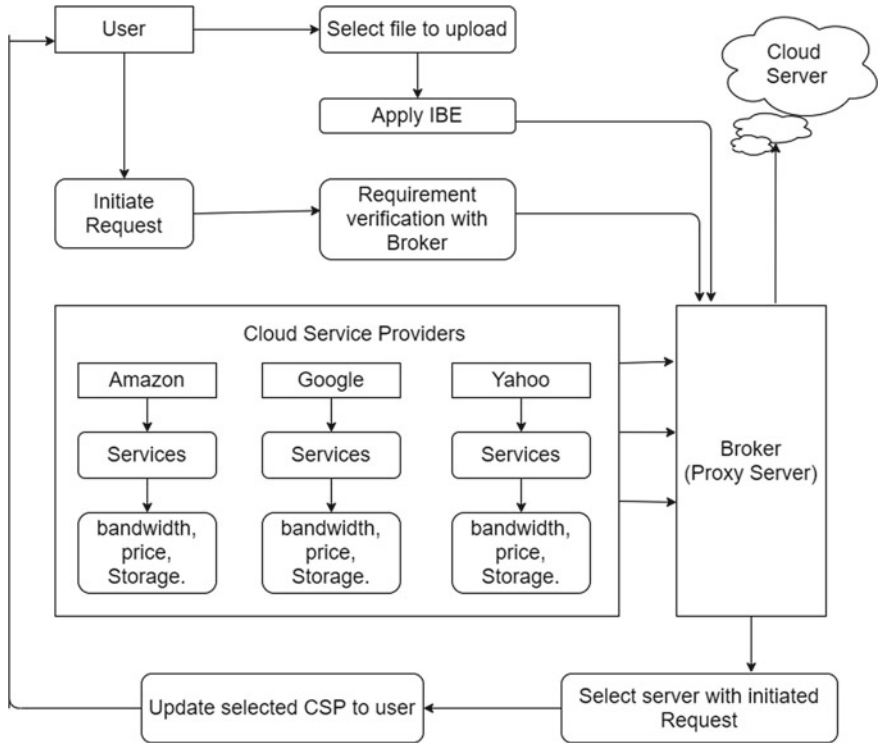 User
Select file to upload
Cloud
Server
Apply IBE
Initiate
Request
Requirement
verification with
Broker
Cloud Service Providers
Amazon
Google
Yahoo
Services
Services
Services
bandwidth,
price,
Storage.
bandwidth,
price,
Storage.
bandwidth,
price,
Storage.
Broker
(Proxy Server)
Update selected CSP to user
Select server with initiated
Request